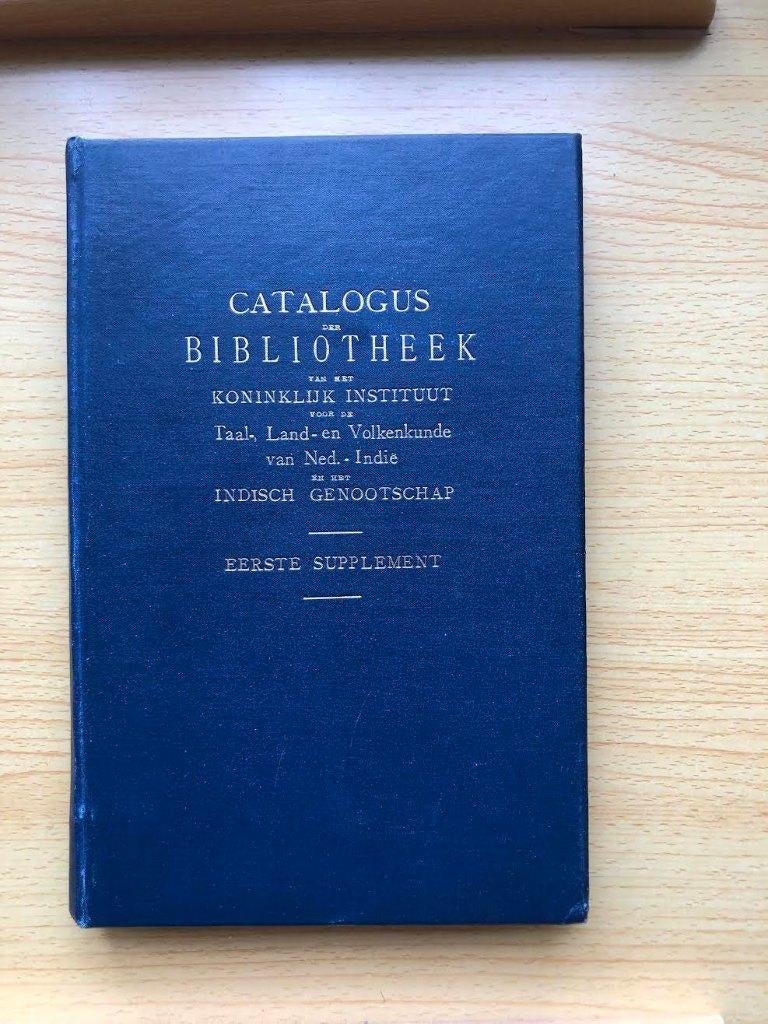 CATALOGUS
DER
BIBLIOTHEEK
VAN HET
KONINKLIJK INSTITUUT
VOOR DE
Taal-, Land- en Volkenkunde
van Ned.- Indië
EN HET
INDISCH GENOOTSCHAP
EERSTE SUPPLEMENT